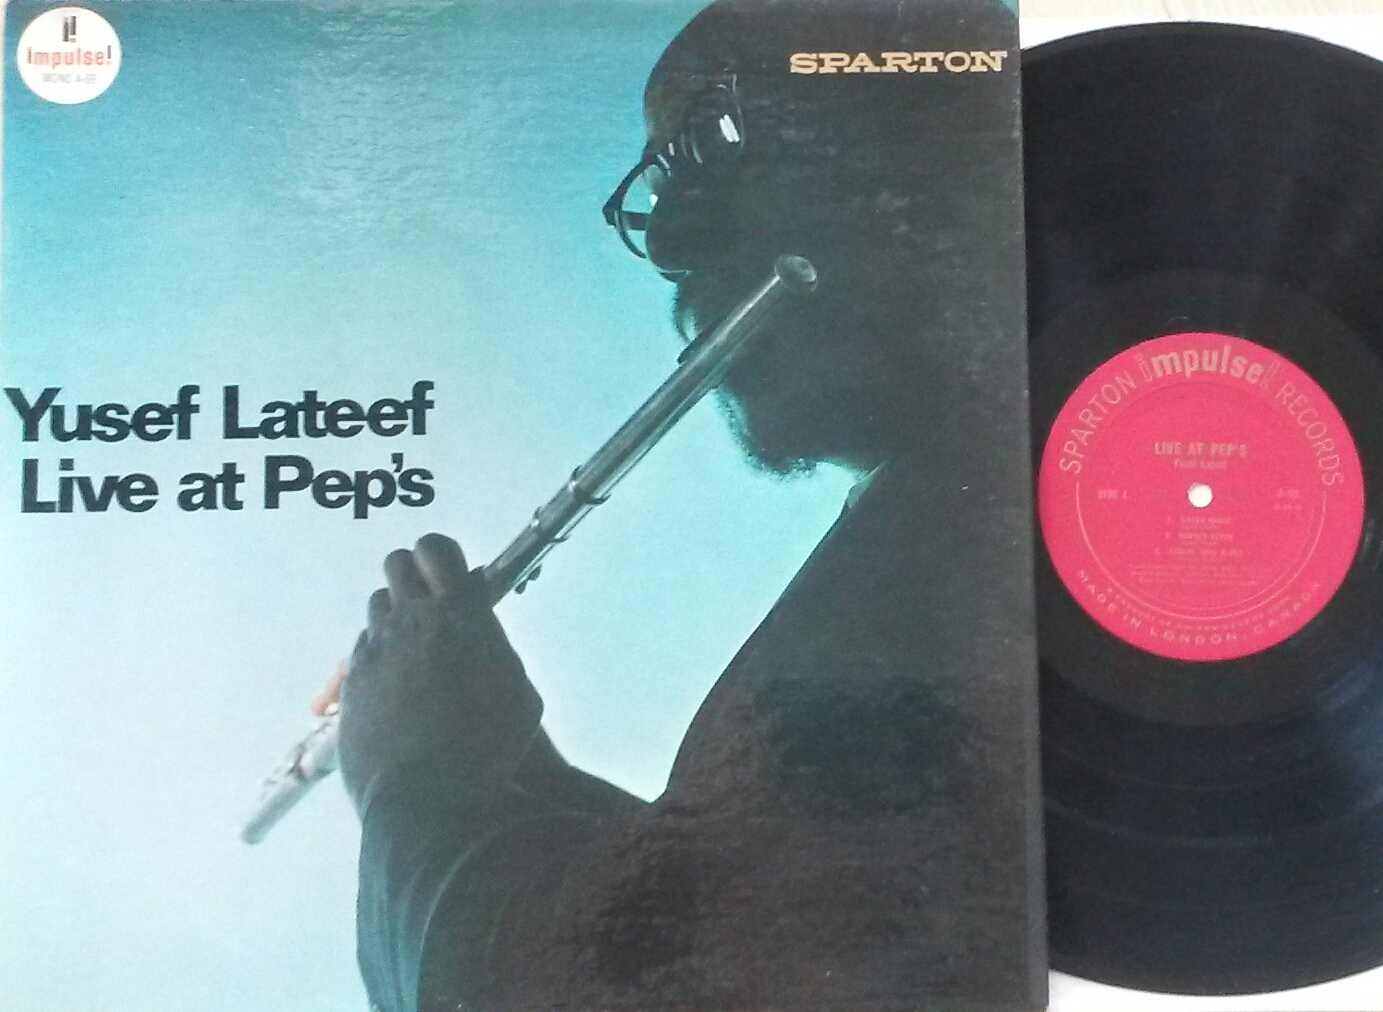 impulse!
MONO A-69
SPARTON
Yusef Lateef
Live at Pep's
SPARTON impulse! RECORDS
LIVE AT PEP'S
Yusef Lateef
SIDE
MADE IN LONDON, CANADA